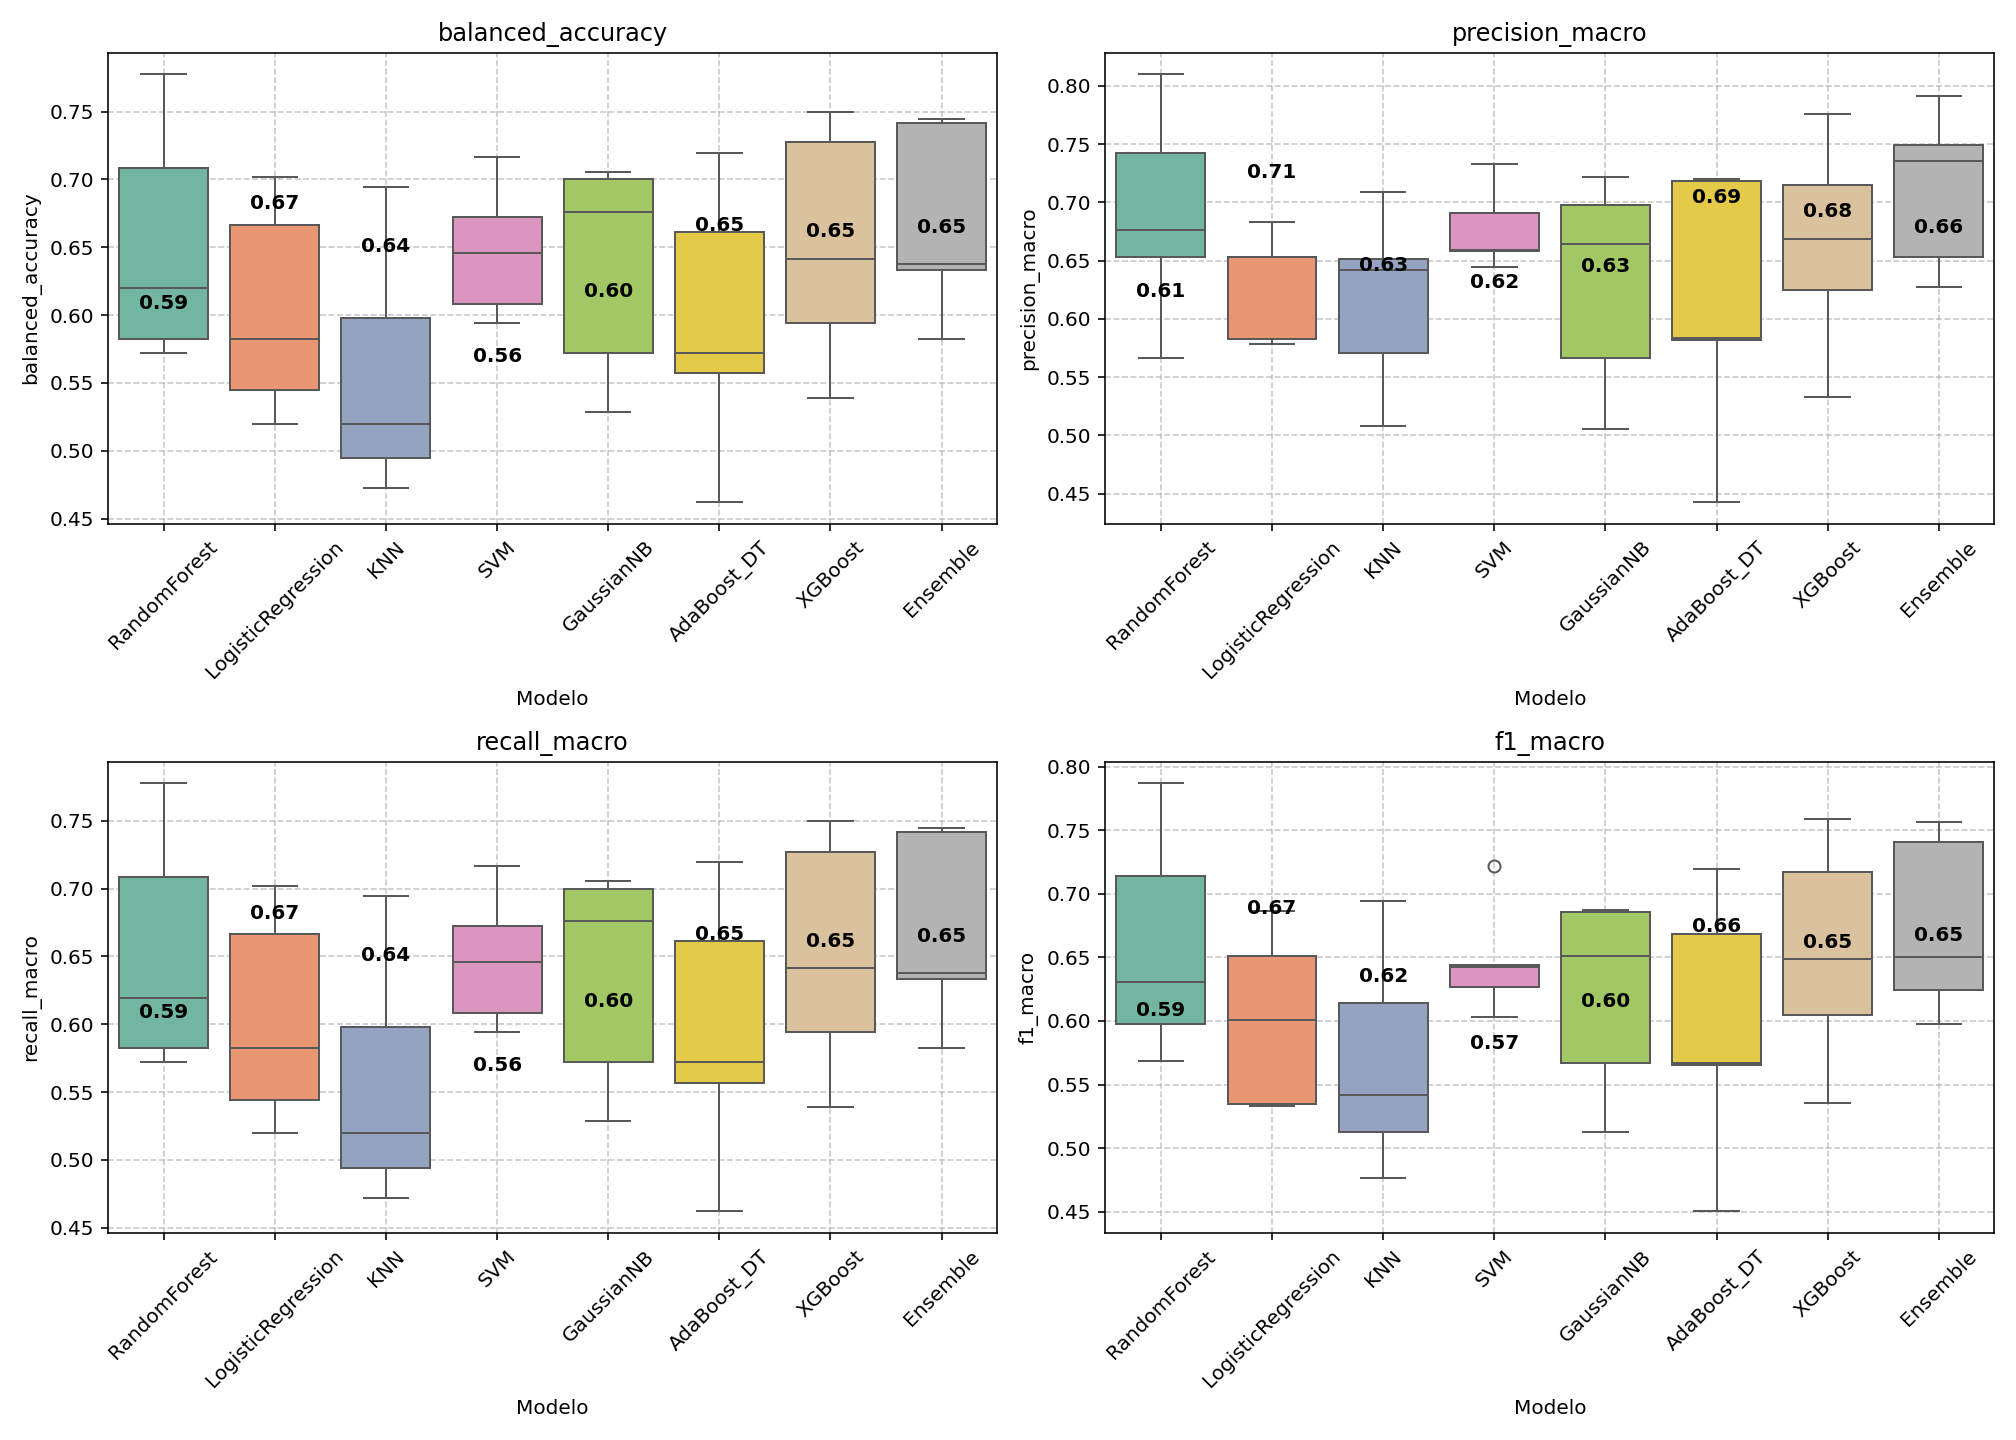 balanced_accuracy
balanced_accuracy
0.75
0.70
0.65
0.60
0.55
0.50
0.45
0.59
0.67
0.64
0.56
0.60
0.65
0.65
0.65
RandomForest
LogisticRegression
KNN
SVM
GaussianNB
AdaBoost_DT
XGBoost
Ensemble
Modelo
precision_macro
precision_macro
0.80
0.75
0.70
0.65
0.60
0.55
0.50
0.45
0.61
0.71
0.63
0.62
0.63
0.69
0.68
0.66
RandomForest
LogisticRegression
KNN
SVM
GaussianNB
AdaBoost_DT
XGBoost
Ensemble
Modelo
recall_macro
recall_macro
0.75
0.70
0.65
0.60
0.55
0.50
0.45
0.59
0.67
0.64
0.56
0.60
0.65
0.65
0.65
RandomForest
LogisticRegression
KNN
SVM
GaussianNB
AdaBoost_DT
XGBoost
Ensemble
Modelo
f1_macro
f1_macro
0.80
0.75
0.70
0.65
0.60
0.55
0.50
0.45
0.59
0.67
0.62
0.57
0.60
0.66
0.65
0.65
RandomForest
LogisticRegression
KNN
SVM
GaussianNB
AdaBoost_DT
XGBoost
Ensemble
Modelo